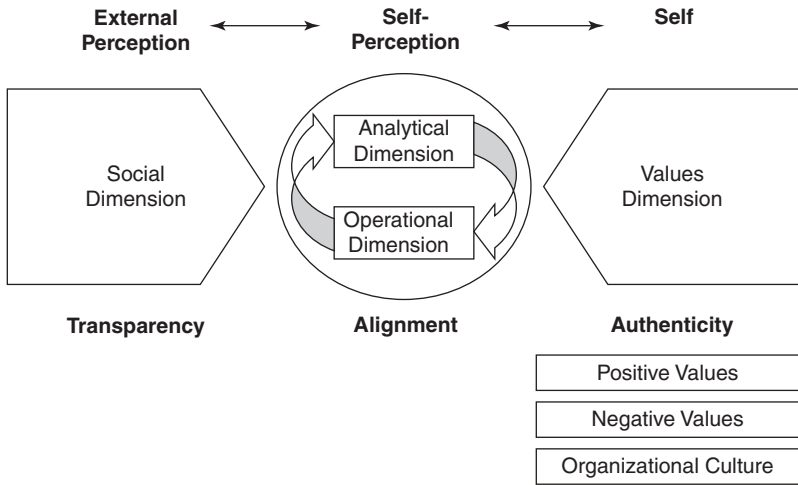 External
Perception
Self-
Perception
Self
Social
Dimension
Analytical
Dimension
Operational
Dimension
Values
Dimension
Transparency
Alignment
Authenticity
Positive Values
Negative Values
Organizational Culture